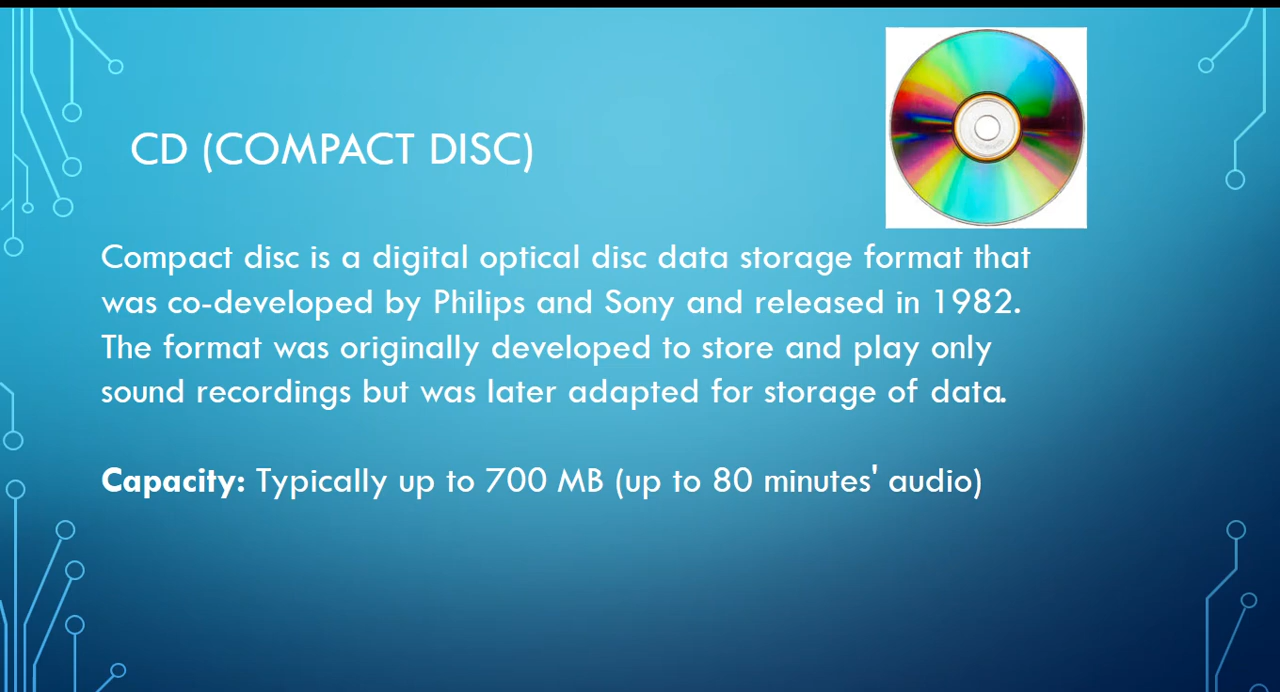 CD (COMPACT DISC)
Compact disc is a digital optical disc data storage format that
was co-developed by Philips and Sony and released in 1982.
The format was originally developed to store and play only
sound recordings but was later adapted for storage of data.
Capacity: Typically up to 700 MB (up to 80 minutes' audio)